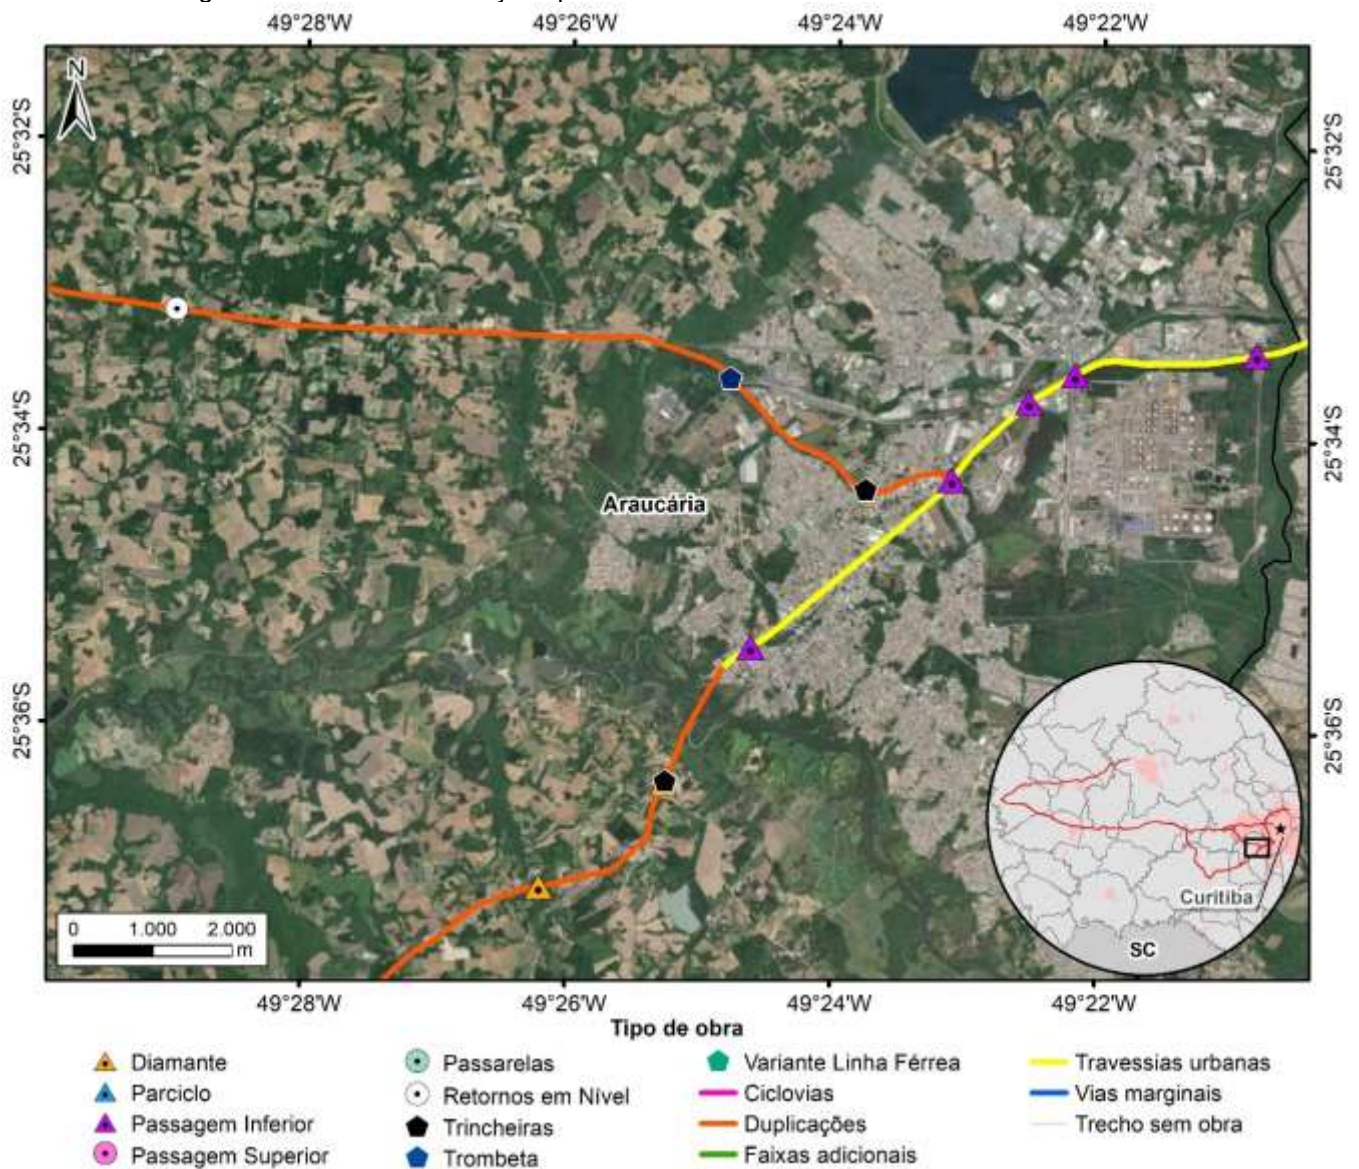 49°28'W 49°26'W 49°24'W 49°22'W
N
25°32'S 25°32'S
25°34'S 25°34'S
Araucária
25°36'S 25°36'S
Curitiba
SC
0 1.000 2.000
m
49°28'W 49°26'W 49°24'W 49°22'W
Tipo de obra
Diamante Passarelas Variante Linha Férrea Travessias urbanas
Parciclo Retornos em Nível Ciclovias Vias marginais
Passagem Inferior Trincheiras Duplicações Trecho sem obra
Passagem Superior Trombeta Faixas adicionais